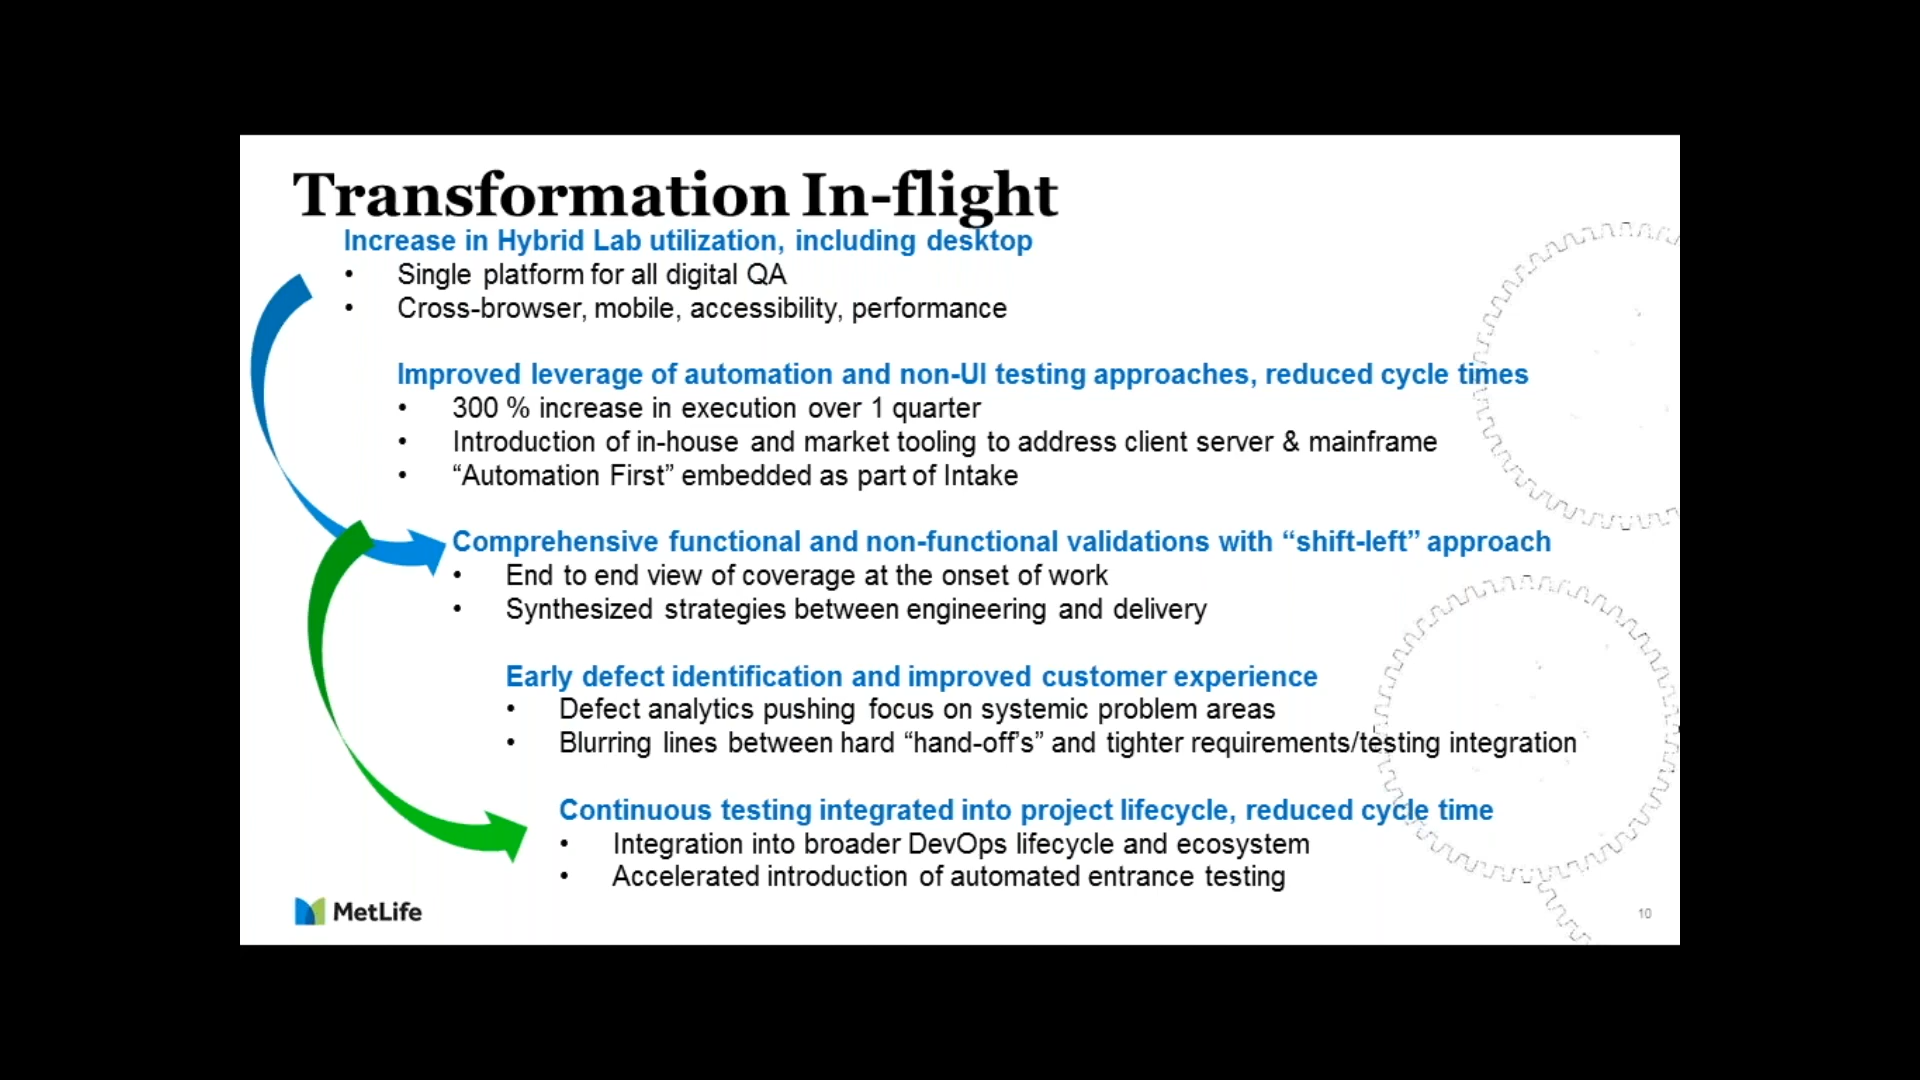 Transformation In-flight
Increase in Hybrid Lab utilization, including desktop
• Single platform for all digital QA
• Cross-browser, mobile, accessibility, performance
Improved leverage of automation and non-UI testing approaches, reduced cycle times
• 300 % increase in execution over 1 quarter
• Introduction of in-house and market tooling to address client server & mainframe
• “Automation First” embedded as part of Intake
Comprehensive functional and non-functional validations with “shift-left” approach
• End to end view of coverage at the onset of work
• Synthesized strategies between engineering and delivery
Early defect identification and improved customer experience
• Defect analytics pushing focus on systemic problem areas
• Blurring lines between hard “hand-off’s” and tighter requirements/testing integration
Continuous testing integrated into project lifecycle, reduced cycle time
• Integration into broader DevOps lifecycle and ecosystem
• Accelerated introduction of automated entrance testing
MetLife
10